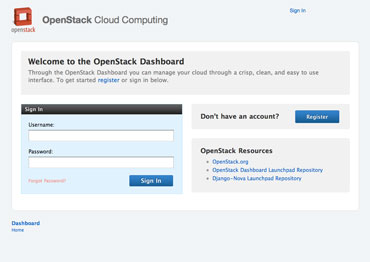 Sign In
openstack
OpenStack Cloud Computing
Welcome to the OpenStack Dashboard
Through the OpenStack Dashboard you can manage your cloud through a crisp, clean, and easy to use
interface. To get started register or sign in below.
Sign In
Username:
Password:
Forgot Password?
Sign In
Don't have an account?
Register
OpenStack Resources
OpenStack.org
OpenStack Dashboard Launchpad Repository
Django-Nova Launchpad Repository
Dashboard
Home